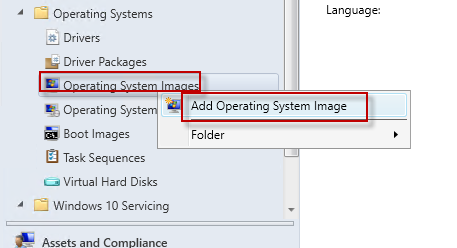 Operating Systems
Language:
Drivers
Driver Packages
Operating System Images
Add Operating System Image
Operating System
Folder
Boot Images
Task Sequences
Virtual Hard Disks
Windows 10 Servicing
Assets and Compliance